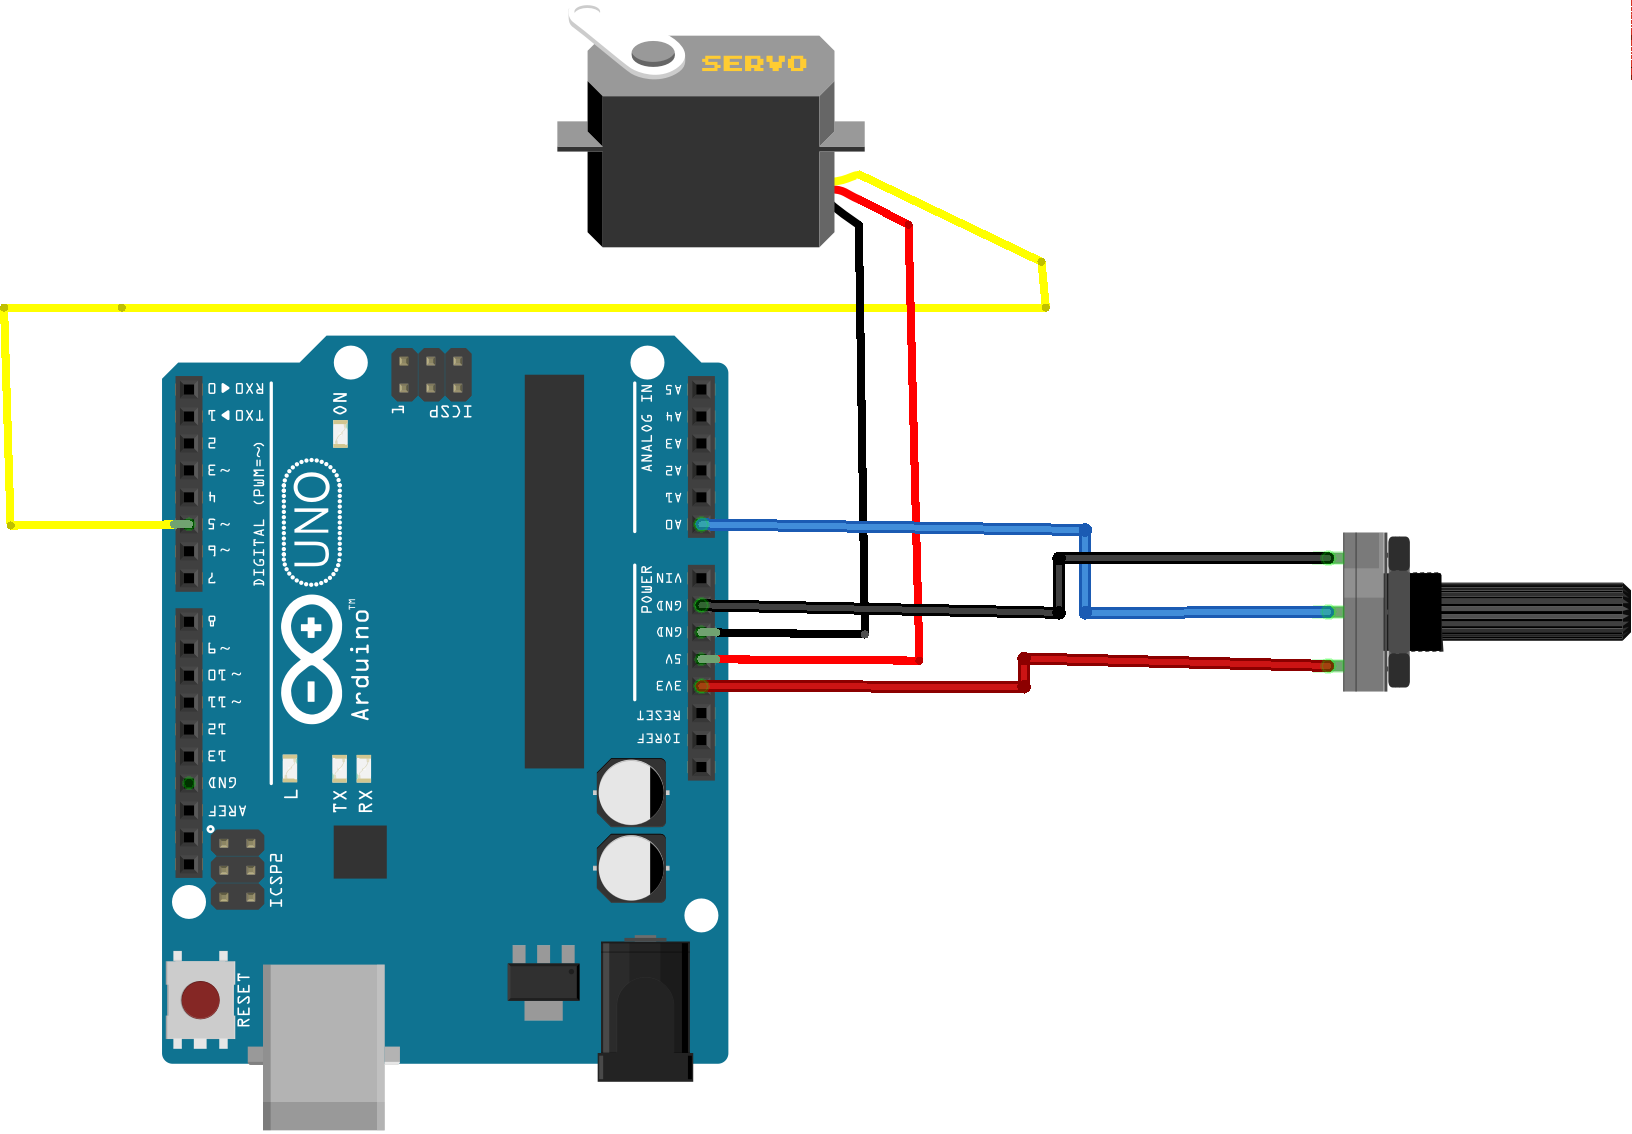 SERVO
ON
1
ICSP
RX0◀0
TX0▶1
2
~3
4
~5
~6
7
8
~9
~10
~11
12
13
GND
AREF
DIGITAL (PWM=~)
UNO
Arduino™
L
TX
RX
ICSP2
RESET
ANALOG IN
A5
A4
A3
A2
A1
A0
POWER
VIN
GND
GND
5V
3V3
RESET
IOREF